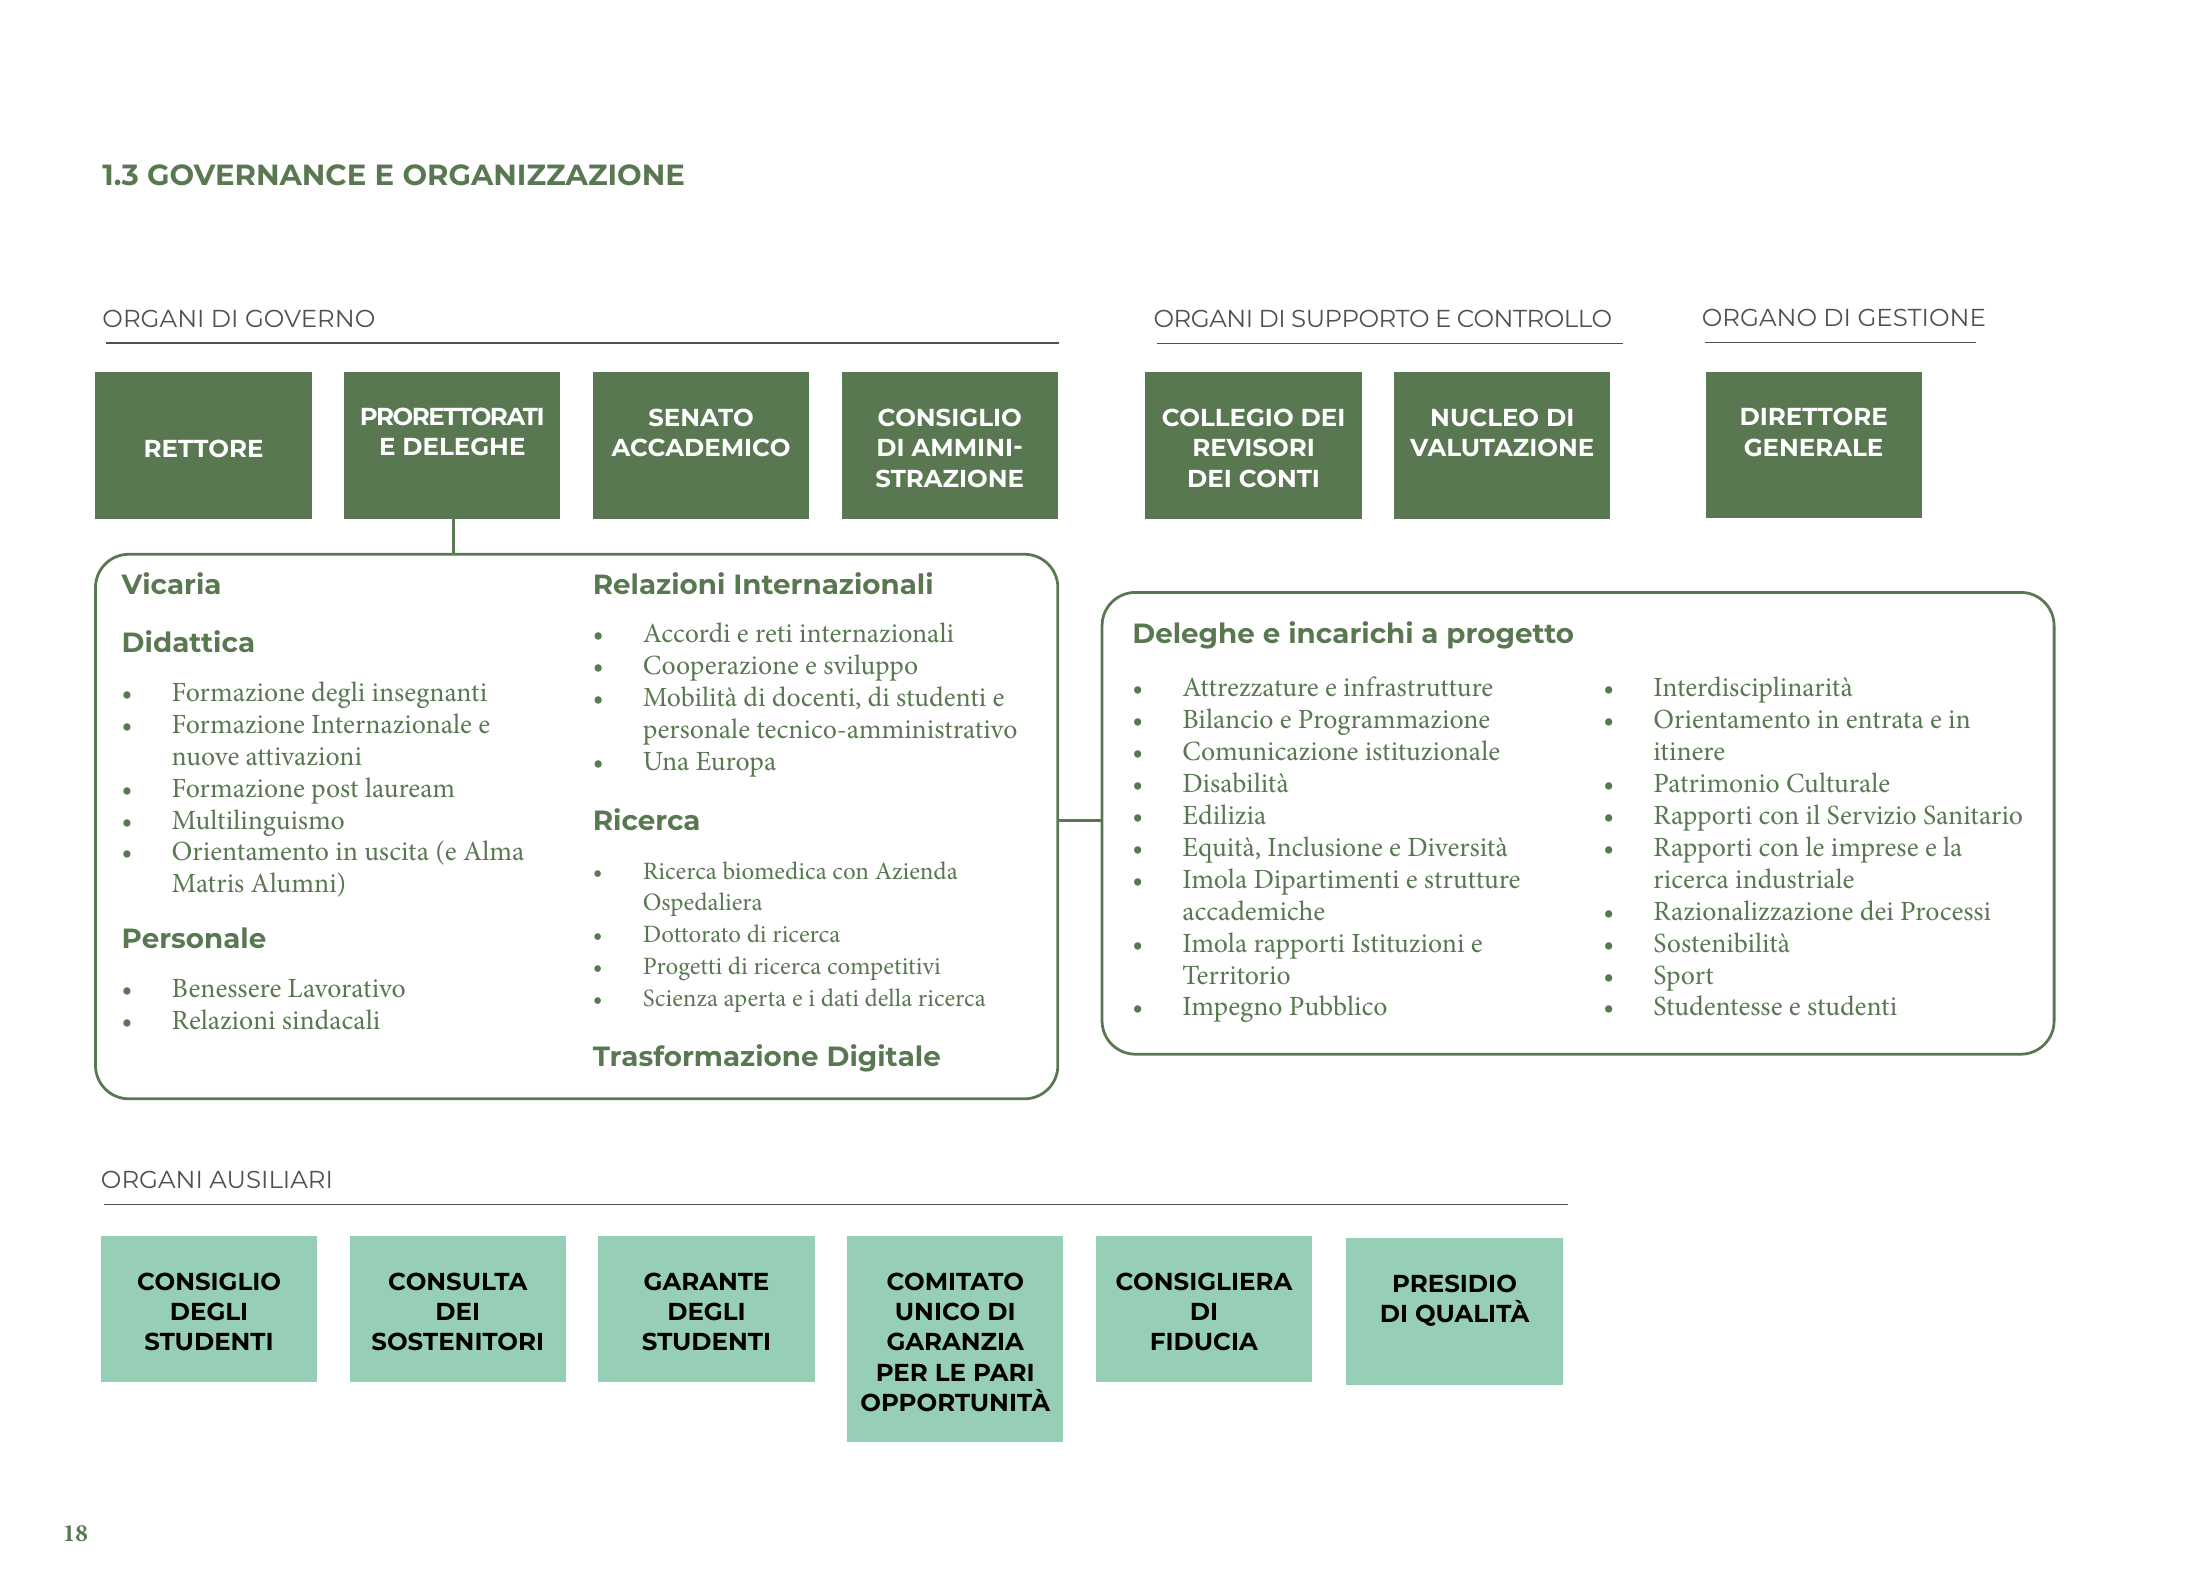 1.3 GOVERNANCE E ORGANIZZAZIONE
ORGANI DI GOVERNO
RETTORE
PRORETTORATI
E DELEGHE
SENATO
ACCADEMICO
CONSIGLIO
DI AMMINI-
STRAZIONE
ORGANI DI SUPPORTO E CONTROLLO
COLLEGIO DEI
REVISORI
DEI CONTI
NUCLEO DI
VALUTAZIONE
ORGANO DI GESTIONE
DIRETTORE
GENERALE
Vicaria
Didattica
• Formazione degli insegnanti
• Formazione Internazionale e
nuove attivazioni
• Formazione post lauream
• Multilinguismo
• Orientamento in uscita (e Alma
Matris Alumni)
Personale
• Benessere Lavorativo
• Relazioni sindacali
Relazioni Internazionali
• Accordi e reti internazionali
• Cooperazione e sviluppo
• Mobilità di docenti, di studenti e
personale tecnico-amministrativo
• Una Europa
Ricerca
• Ricerca biomedica con Azienda
Ospedaliera
• Dottorato di ricerca
• Progetti di ricerca competitivi
• Scienza aperta e i dati della ricerca
Trasformazione Digitale
Deleghe e incarichi a progetto
• Attrezzature e infrastrutture
• Bilancio e Programmazione
• Comunicazione istituzionale
• Disabilità
• Edilizia
• Equità, Inclusione e Diversità
• Imola Dipartimenti e strutture
accademiche
• Imola rapporti Istituzioni e
Territorio
• Impegno Pubblico
• Interdisciplinarità
• Orientamento in entrata e in
itinere
• Patrimonio Culturale
• Rapporti con il Servizio Sanitario
• Rapporti con le imprese e la
ricerca industriale
• Razionalizzazione dei Processi
• Sostenibilità
• Sport
• Studentesse e studenti
ORGANI AUSILIARI
CONSIGLIO
DEGLI
STUDENTI
CONSULTA
DEI
SOSTENITORI
GARANTE
DEGLI
STUDENTI
COMITATO
UNICO DI
GARANZIA
PER LE PARI
OPPORTUNITÀ
CONSIGLIERA
DI
FIDUCIA
PRESIDIO
DI QUALITÀ
18